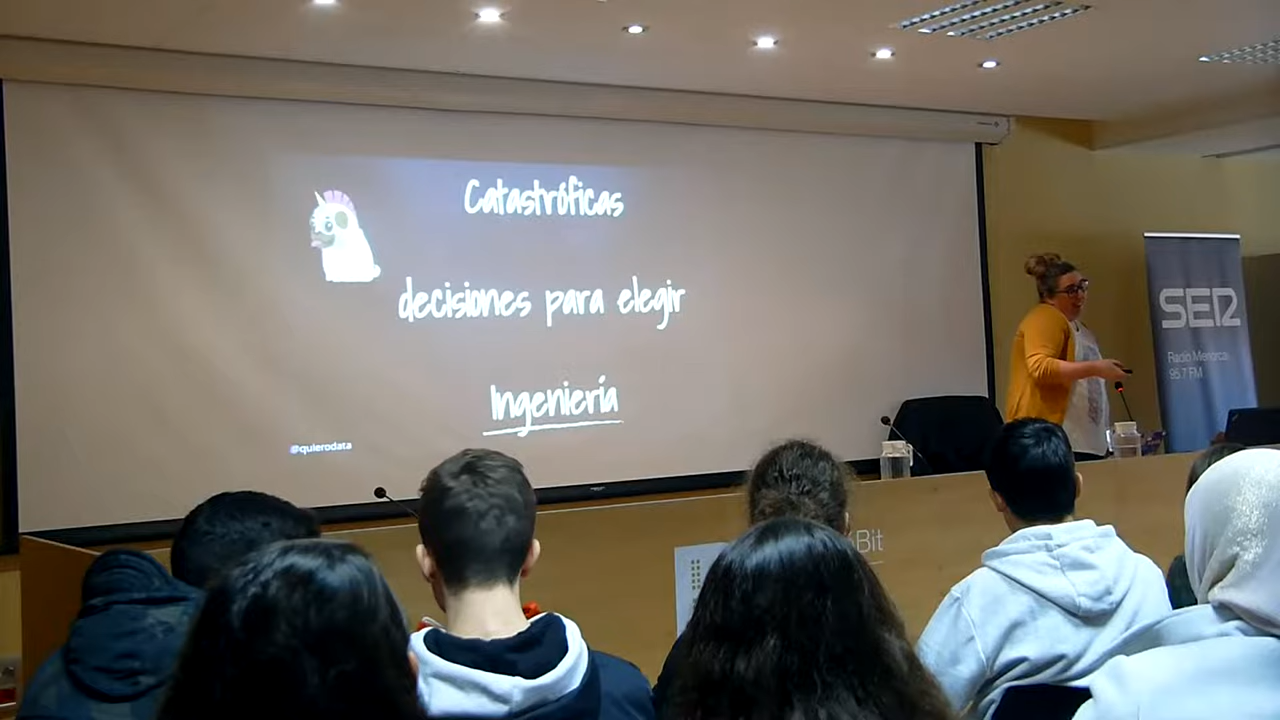 Catastróficas
decisiones para elegir
Ingeniería
@quierodata
SER
Radio Menorca
95.7 FM
Bit